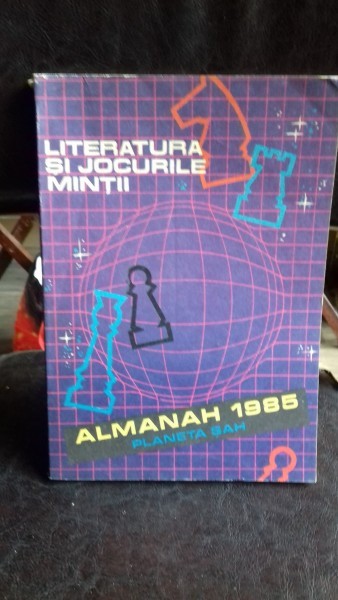 LITERATURA
ȘI JOCURILE
MINȚII
ALMANAH 1985
PLANETA ȘAH